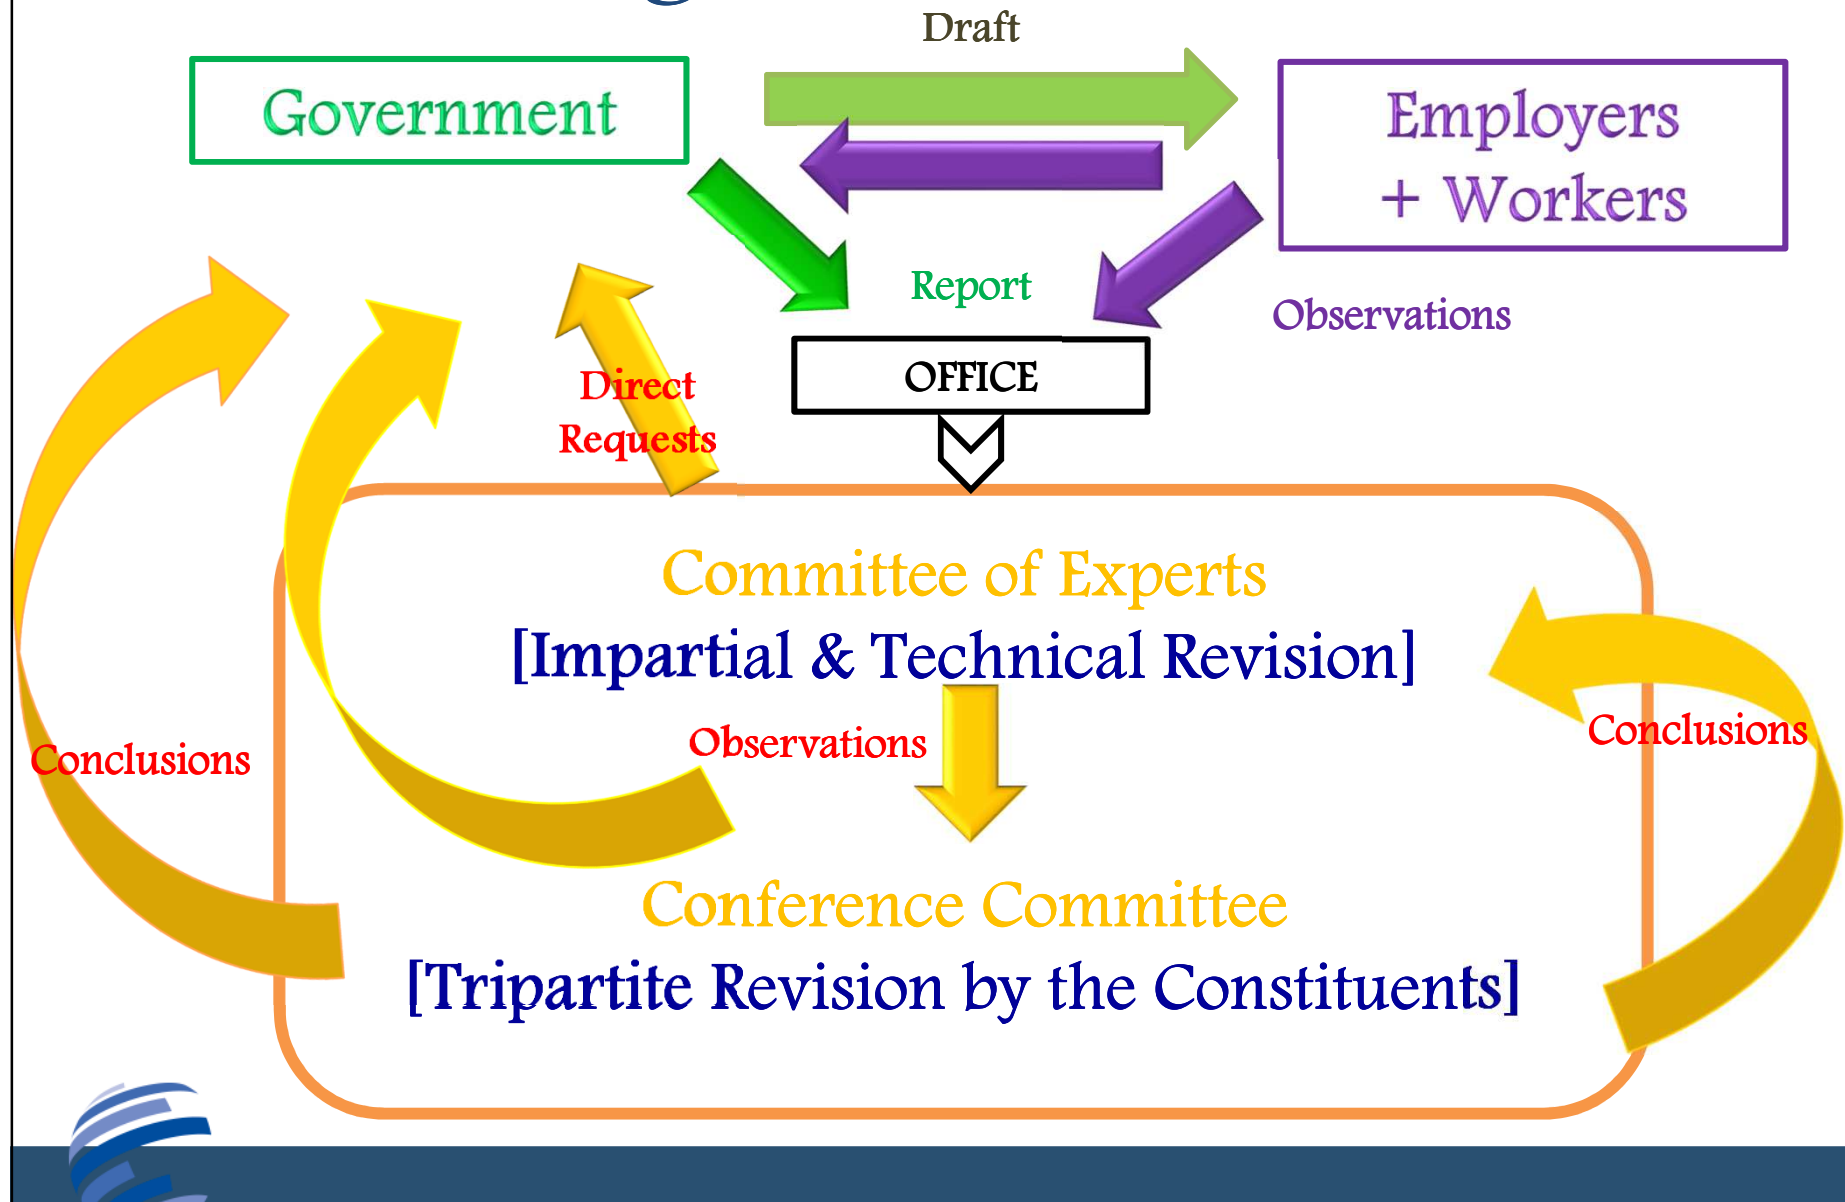 Draft
Government
Employers
+ Workers
Report
Observations
OFFICE
Direct
Requests
Committee of Experts
[Impartial & Technical Revision]
Conclusions
Observations
Conclusions
Conference Committee
[Tripartite Revision by the Constituents]